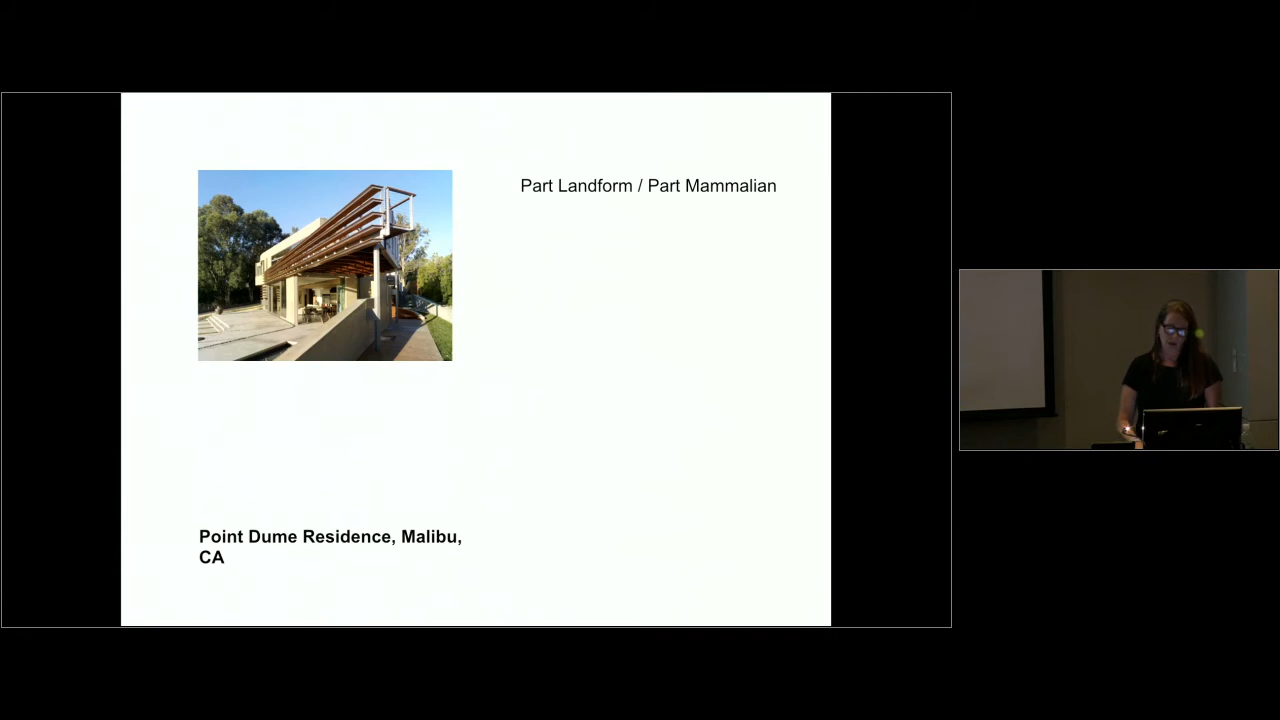 Part Landform / Part Mammalian
Point Dume Residence, Malibu,
CA